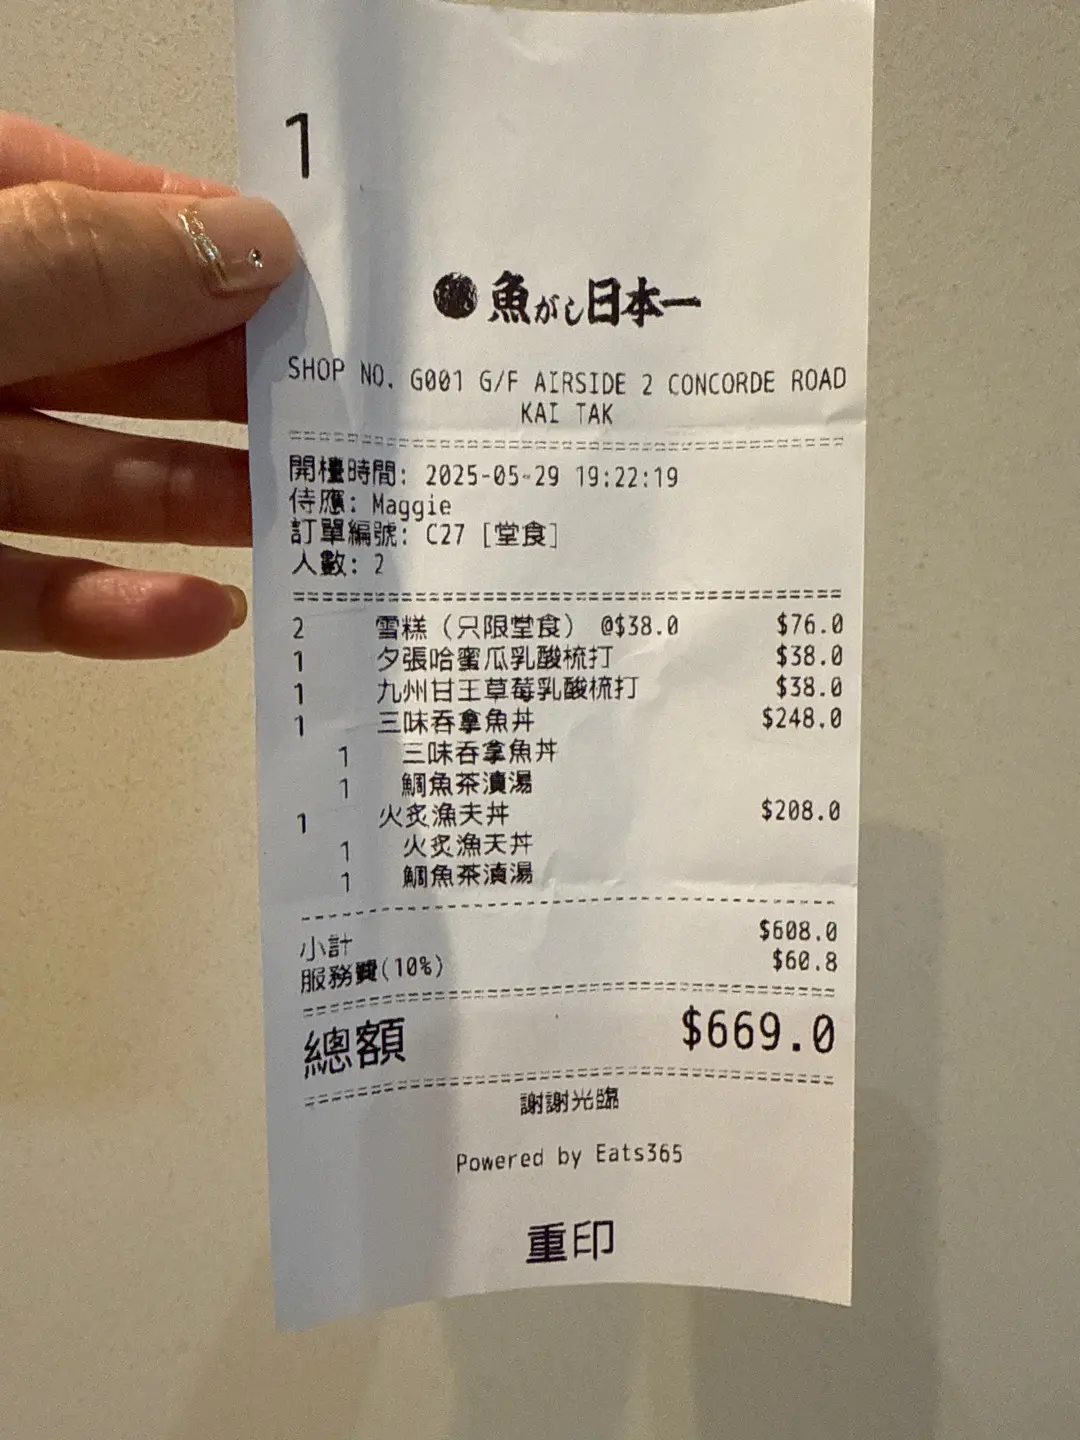 1
魚がし日本一
SHOP NO. G001 G/F AIRSIDE 2 CONCORDE ROAD
KAI TAK
開檯時間: 2025-05-29 19:22:19
侍應: Maggie
訂單編號: C27 [堂食]
人數: 2
2 雪糕（只限堂食） @$38.0 $76.0
1 夕張哈蜜瓜乳酸梳打 $38.0
1 九州甘王草莓乳酸梳打 $38.0
1 三味吞拿魚丼 $248.0
1 三味吞拿魚丼
1 鯛魚茶漬湯
1 火炙漁夫丼 $208.0
1 火炙漁夫丼
1 鯛魚茶漬湯
小計 $608.0
服務費(10%) $60.8
總額 $669.0
謝謝光臨
Powered by Eats365
重印